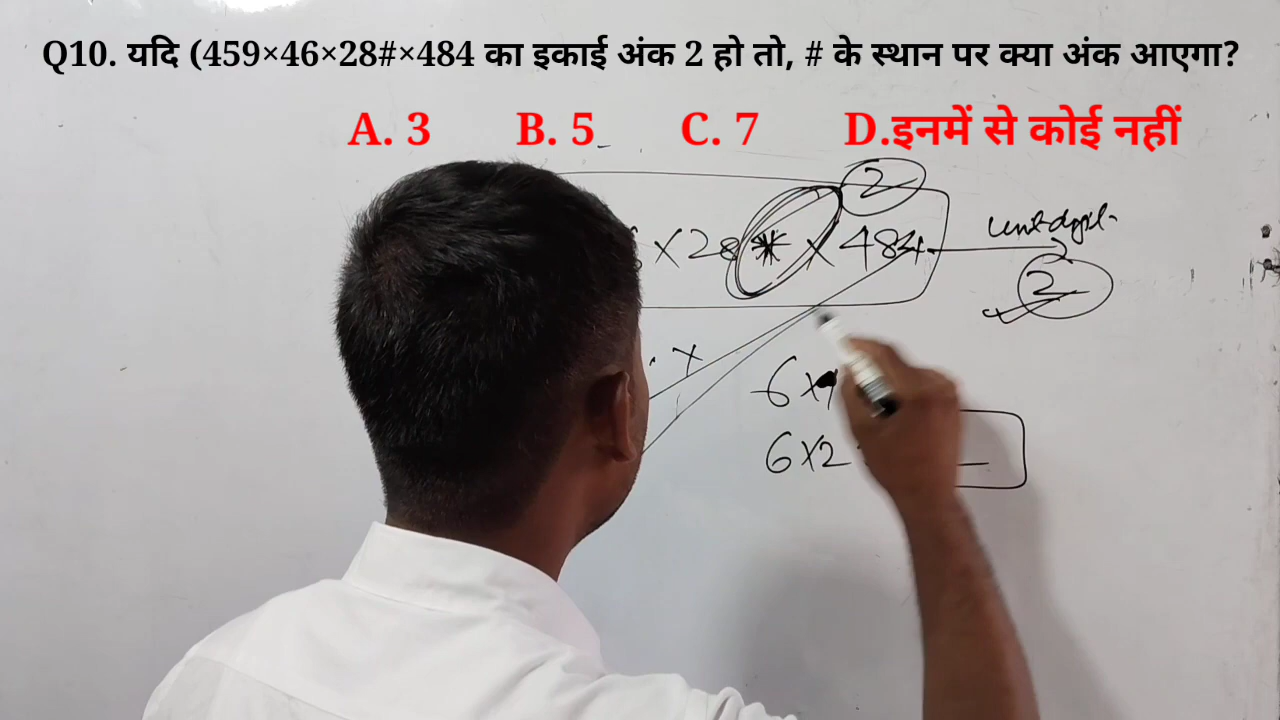 Q10. यदि (459×46×28#×484 का इकाई अंक 2 हो तो, # के स्थान पर क्या अंक आएगा?
A. 3 B. 5 C. 7 D.इनमें से कोई नहीं
2
×28* × 484 unit digit
2
×
6×
6×2